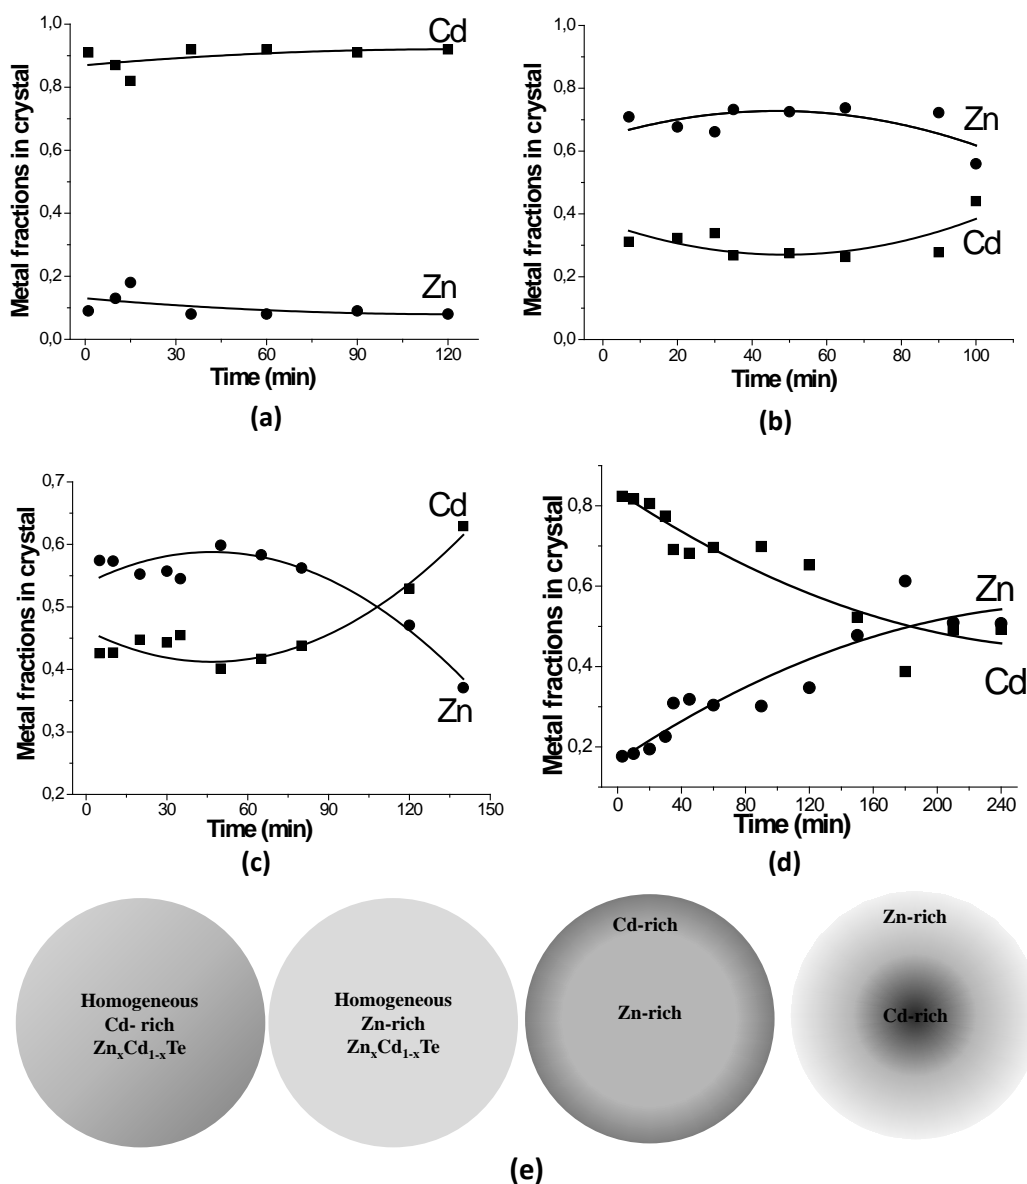 Metal fractions in crystal
1,0
0,8
0,6
0,4
0,2
0,0
Cd
Zn
0 30 60 90 120
Time (min)
(a)
Metal fractions in crystal
1,0
0,8
0,6
0,4
0,2
0,0
Zn
Cd
0 20 40 60 80 100
Time (min)
(b)
Metal fractions in crystal
0,7
0,6
0,5
0,4
0,3
0,2
Cd
Zn
0 30 60 90 120 150
Time (min)
(c)
Metal fractions in crystal
0,8
0,6
0,4
0,2
Zn
Cd
0 40 80 120 160 200 240
Time (min)
(d)
Homogeneous
Cd- rich
ZnxCd1-xTe
Homogeneous
Zn-rich
ZnxCd1-xTe
Cd-rich
Zn-rich
Zn-rich
Cd-rich
(e)